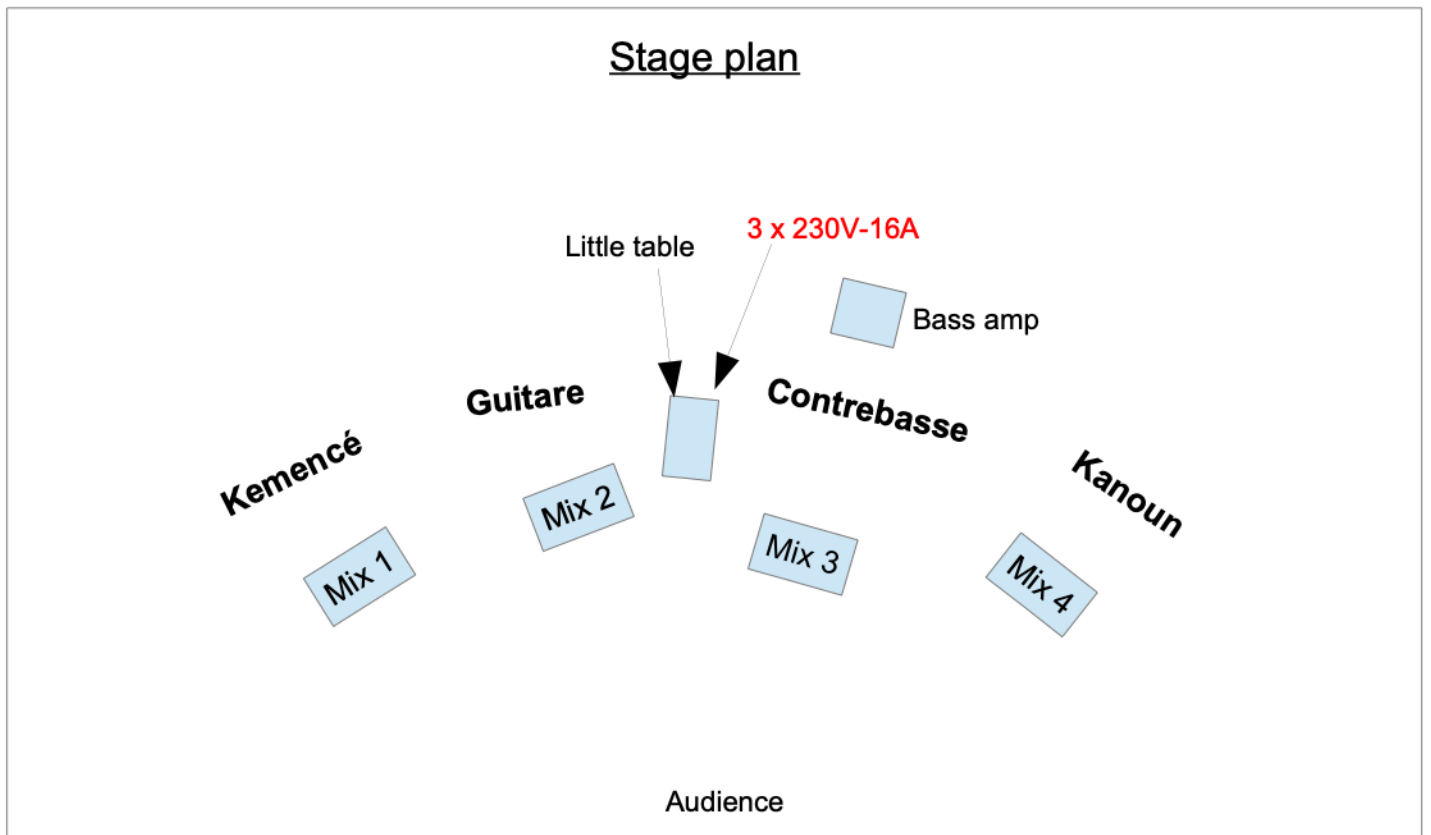 Stage plan
3 x 230V-16A
Little table
Bass amp
Guitare
Contrebasse
Kemencé
Kanoun
Mix 2
Mix 3
Mix 1
Mix 4
Audience